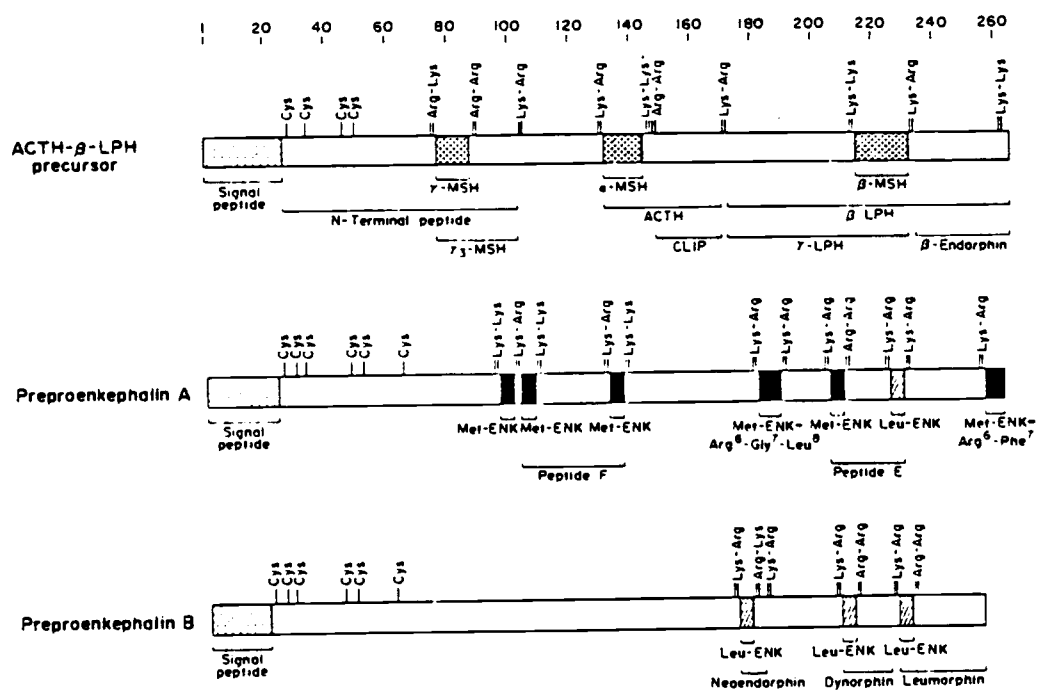 1 20 40 60 80 100 120 140 160 180 200 220 240 260
Cys Cys Cys Cys Arg-Lys Arg-Arg Lys-Arg Lys-Arg Lys-Lys- Arg-Arg Lys-Arg Lys-Lys Lys-Arg Lys-Lys
ACTH-β-LPH
precursor
Signal
peptide
γ-MSH α-MSH β-MSH
N-Terminal peptide ACTH β LPH
γ3-MSH CLIP γ-LPH β-Endorphin
Cys Cys Cys Cys Cys Cys Lys-Lys Lys-Arg Lys-Lys Lys-Arg Lys-Lys Lys-Arg Lys-Arg Lys-Arg Arg-Arg Lys-Arg Lys-Arg Lys-Arg
Preproenkephalin A
Signal
peptide
Met-ENK Met-ENK Met-ENK Met-ENK- Met-ENK Leu-ENK Met-ENK-
Arg6-Gly7-Leu8 Arg6-Phe7
Peptide F Peptide E
Cys Cys Cys Cys Cys Cys Lys-Arg Arg-Lys Lys-Arg Lys-Arg Arg-Arg Lys-Arg Arg-Arg
Preproenkephalin B
Signal
peptide
Leu-ENK Leu-ENK Leu-ENK
Neoendorphin Dynorphin Leumorphin